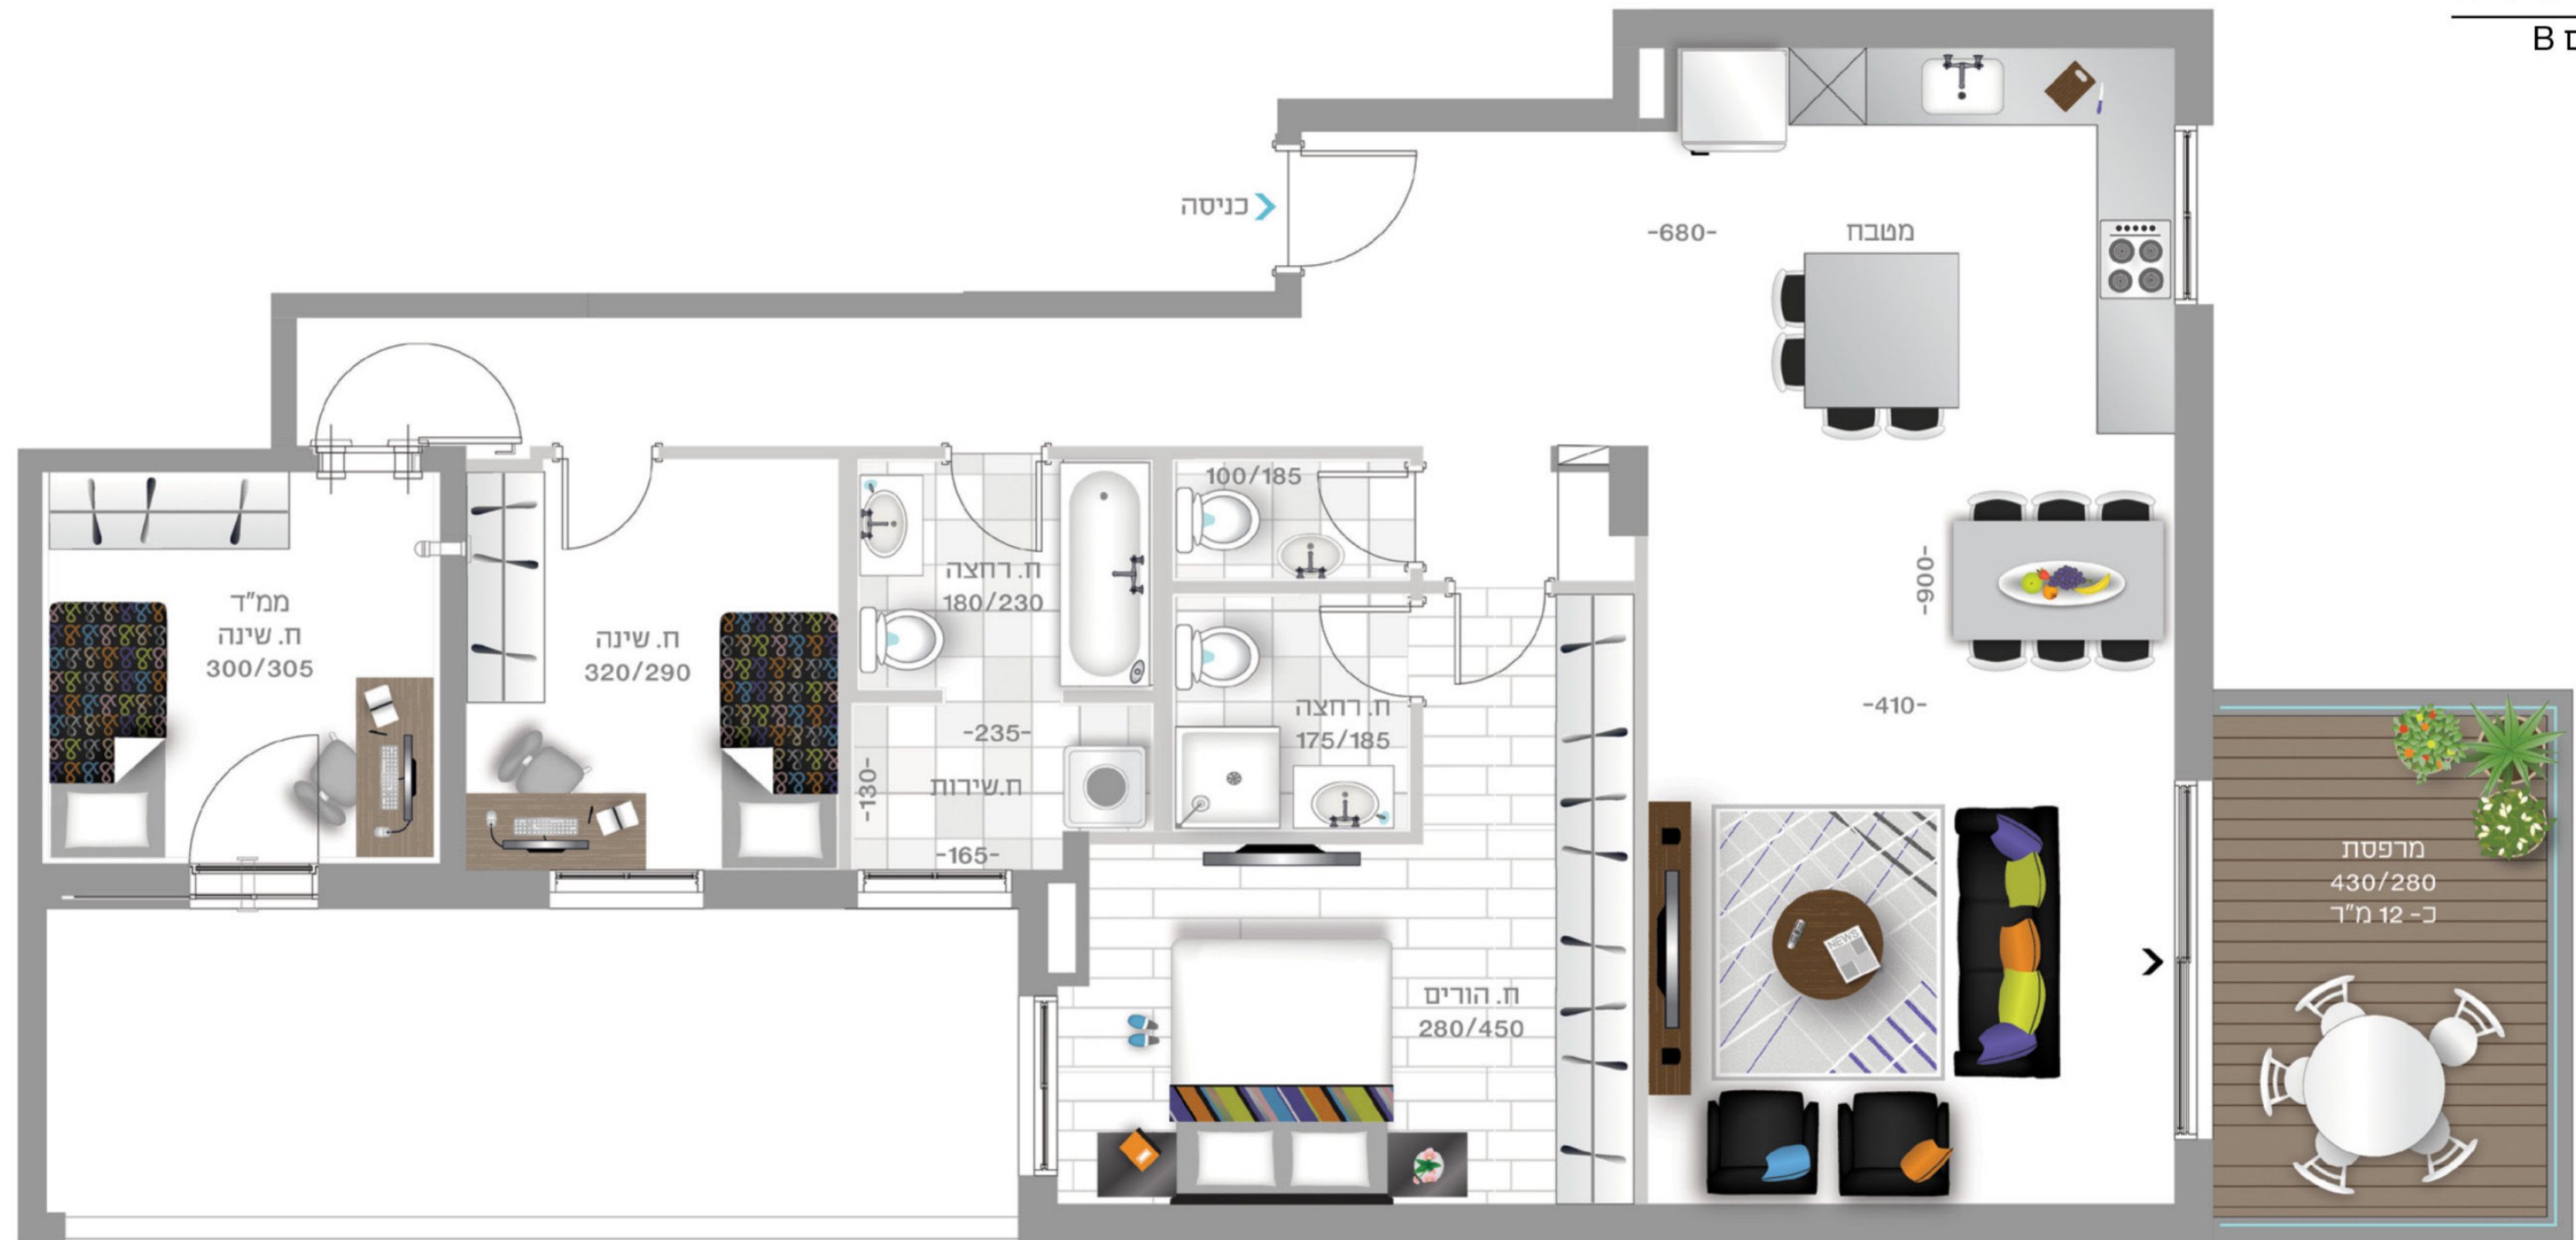 B
כניסה
-680-
מטבח
100/185
ח. רחצה
180/230
ממ"ד
ח. שינה
300/305
ח. שינה
320/290
-900-
-410-
ח. רחצה
175/185
-235-
ח.שירות
-130-
-165-
מרפסת
430/280
כ- 12 מ"ר
NEWS
ח. הורים
280/450